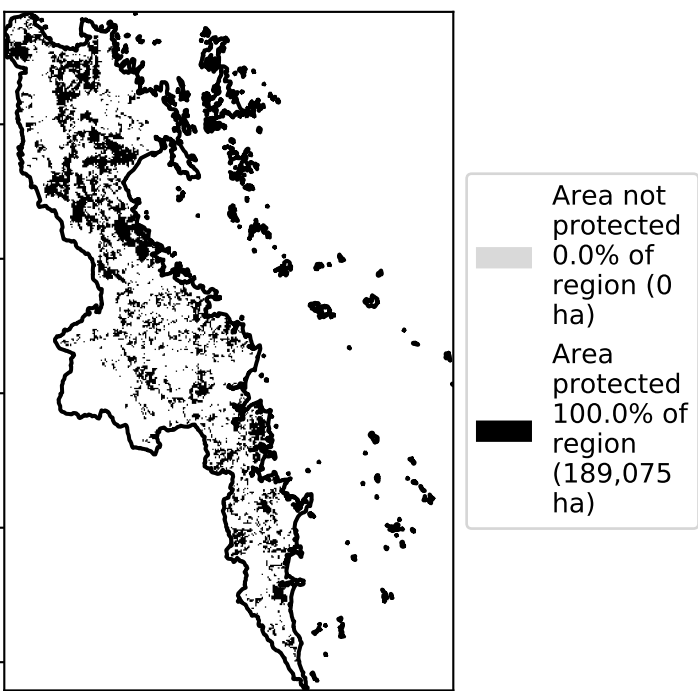 Area not
protected
0.0% of
region (0
ha)
Area
protected
100.0% of
region
(189,075
ha)